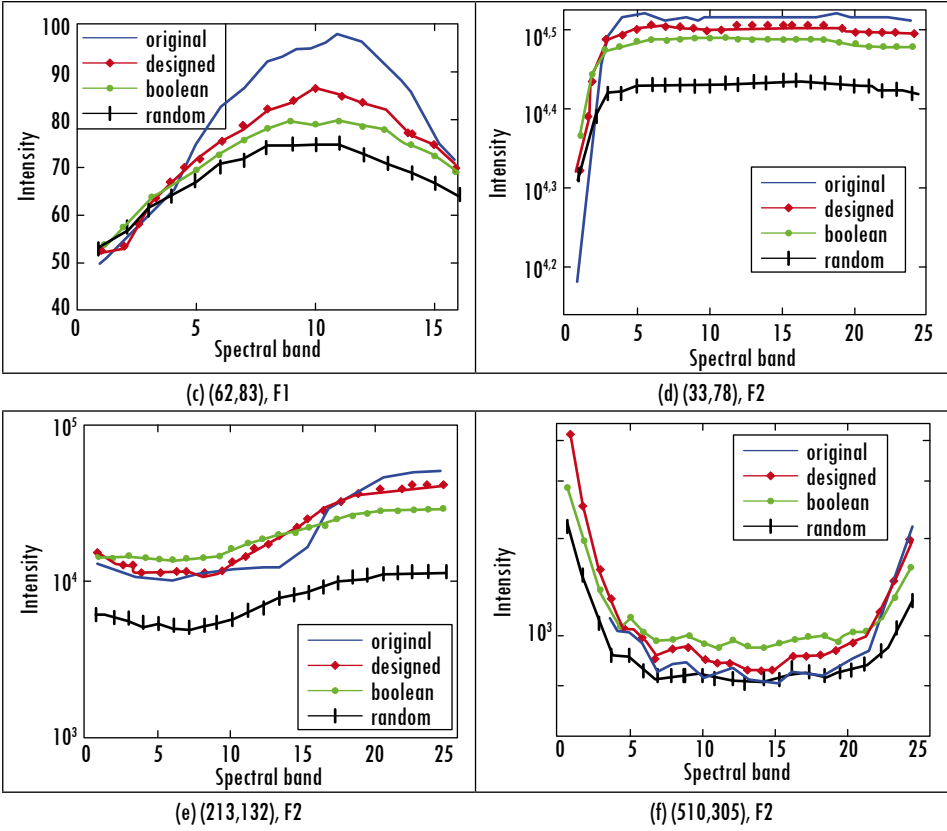 100
90
80
70
60
50
40
Intensity
original
designed
boolean
random
0 5 10 15
Spectral band
(c) (62,83), F1
10^4,5
10^4,4
10^4,3
10^4,2
Intensity
original
designed
boolean
random
0 5 10 15 20 25
Spectral band
(d) (33,78), F2
10^5
10^4
10^3
Intensity
original
designed
boolean
random
0 5 10 15 20 25
Spectral band
(e) (213,132), F2
10^3
Intensity
original
designed
boolean
random
0 5 10 15 20 25
Spectral band
(f) (510,305), F2